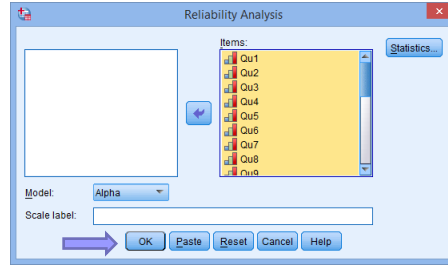 Reliability Analysis
Items:
Statistics...
Qu1
Qu2
Qu3
Qu4
Qu5
Qu6
Qu7
Qu8
Qu9
Model:
Alpha
Scale label:
OK Paste Reset Cancel Help